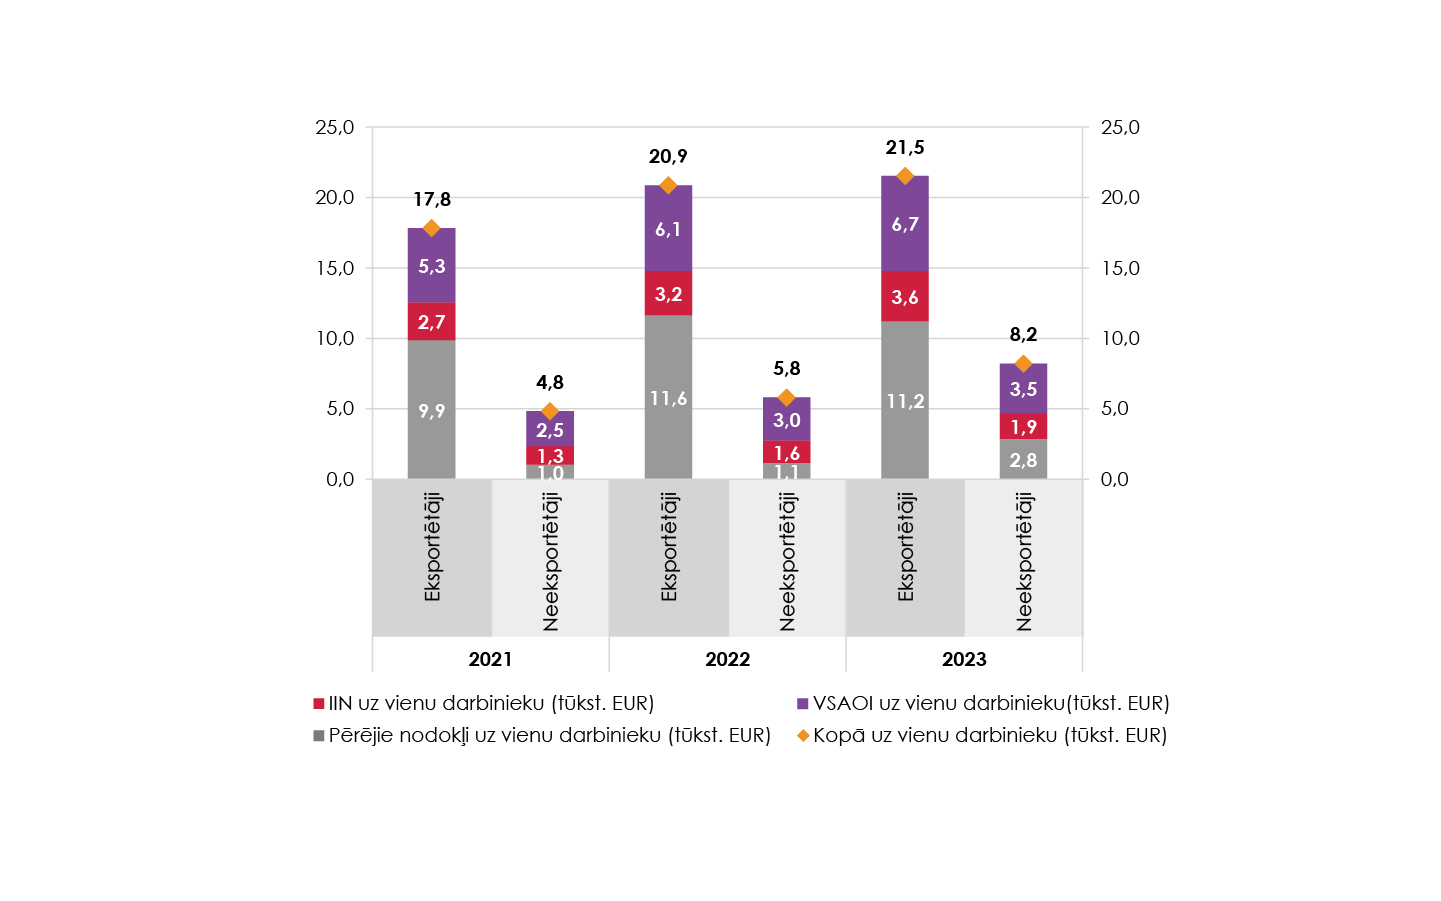 25,0 25,0
20,0 20,0
15,0 15,0
10,0 10,0
5,0 5,0
0,0 0,0
17,8 4,8 20,9 5,8 21,5 8,2
5,3 2,5 6,1 3,0 6,7 3,5
2,7 1,3 3,2 1,6 3,6 1,9
9,9 1,0 11,6 1,1 11,2 2,8
Eksportētāji Neeksportētāji Eksportētāji Neeksportētāji Eksportētāji Neeksportētāji
2021 2022 2023
IIN uz vienu darbinieku (tūkst. EUR) VSAOI uz vienu darbinieku(tūkst. EUR)
Pērējie nodokļi uz vienu darbinieku (tūkst. EUR) Kopā uz vienu darbinieku (tūkst. EUR)